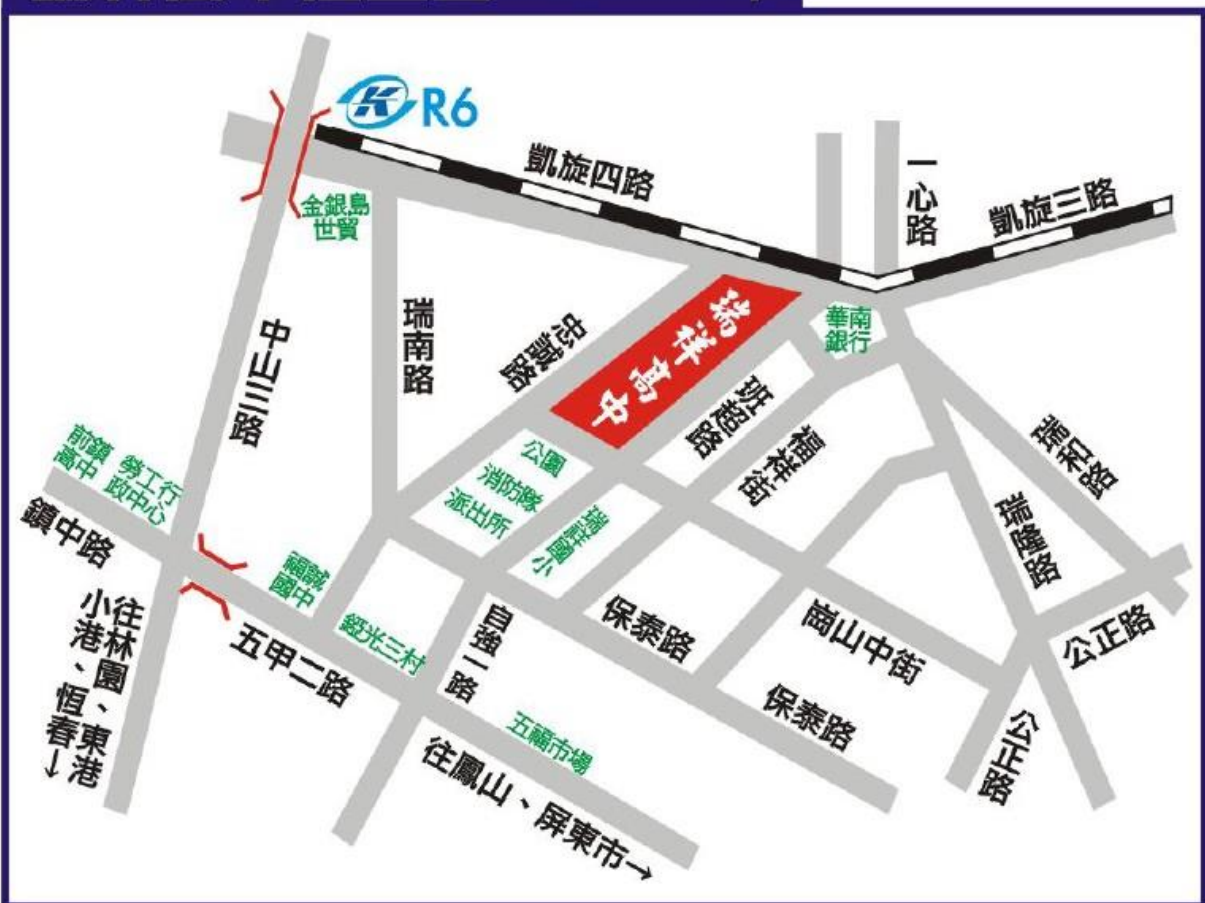 R6
凱旋四路
一心路
凱旋三路
金銀島
世貿
瑞祥高中
華南
銀行
瑞南路
忠誠路
中山三路
班超路
福祥街
瑞和路
前鎮
高中
勞工行
政中心
公園
消防隊
派出所
瑞祥國小
瑞隆路
鎮中路
福誠
國中
往林園、東港
小港、恆春→
五甲二路
錏光三村
自強一路
保泰路
崗山中街
公正路
保泰路
公正路
五福市場
往鳳山、屏東市→